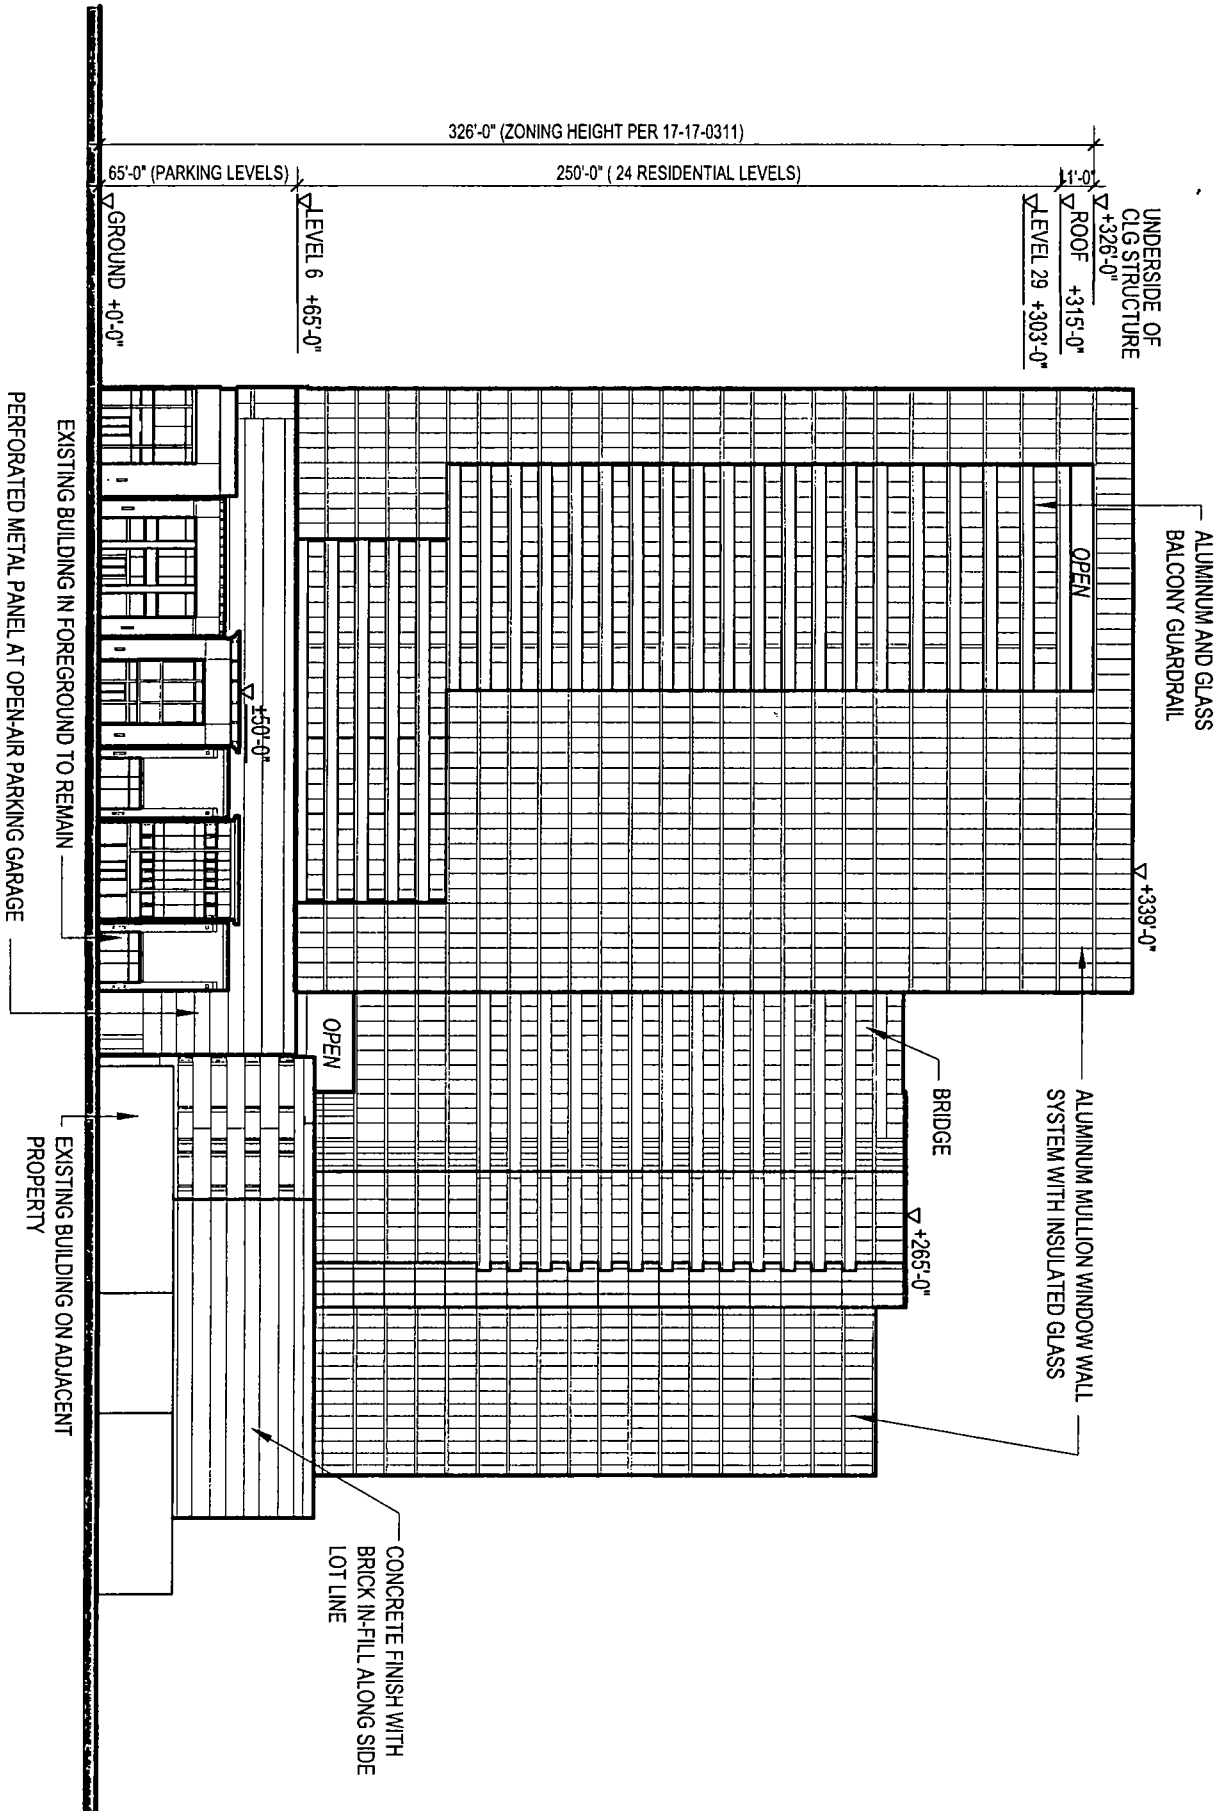 326'-0" (ZONING HEIGHT PER 17-17-0311)
65'-0" (PARKING LEVELS)
250'-0" ( 24 RESIDENTIAL LEVELS)
11'-0"
UNDERSIDE OF
CLG STRUCTURE
+326'-0"
ROOF +315'-0"
LEVEL 29 +303'-0"
LEVEL 6 +65'-0"
GROUND +0'-0"
ALUMINUM AND GLASS
BALCONY GUARDRAIL
OPEN
+339'-0"
ALUMINUM MULLION WINDOW WALL
SYSTEM WITH INSULATED GLASS
BRIDGE
+265'-0"
OPEN
±50'-0"
CONCRETE FINISH WITH
BRICK IN-FILL ALONG SIDE
LOT LINE
EXISTING BUILDING IN FOREGROUND TO REMAIN
PERFORATED METAL PANEL AT OPEN-AIR PARKING GARAGE
EXISTING BUILDING ON ADJACENT
PROPERTY